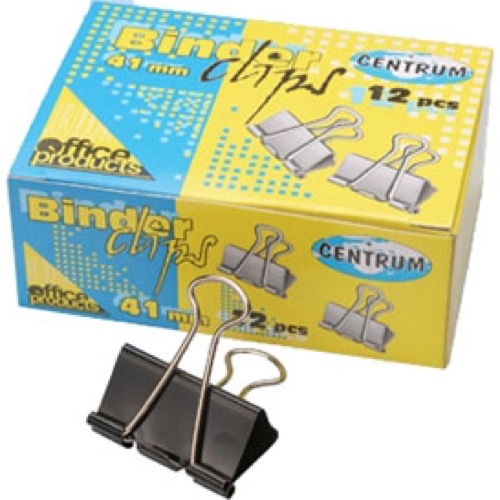 Binder
clips
41 mm
CENTRUM
12 pcs
office
products
Binder
clips
CENTRUM
office
products
41 mm
12 pcs